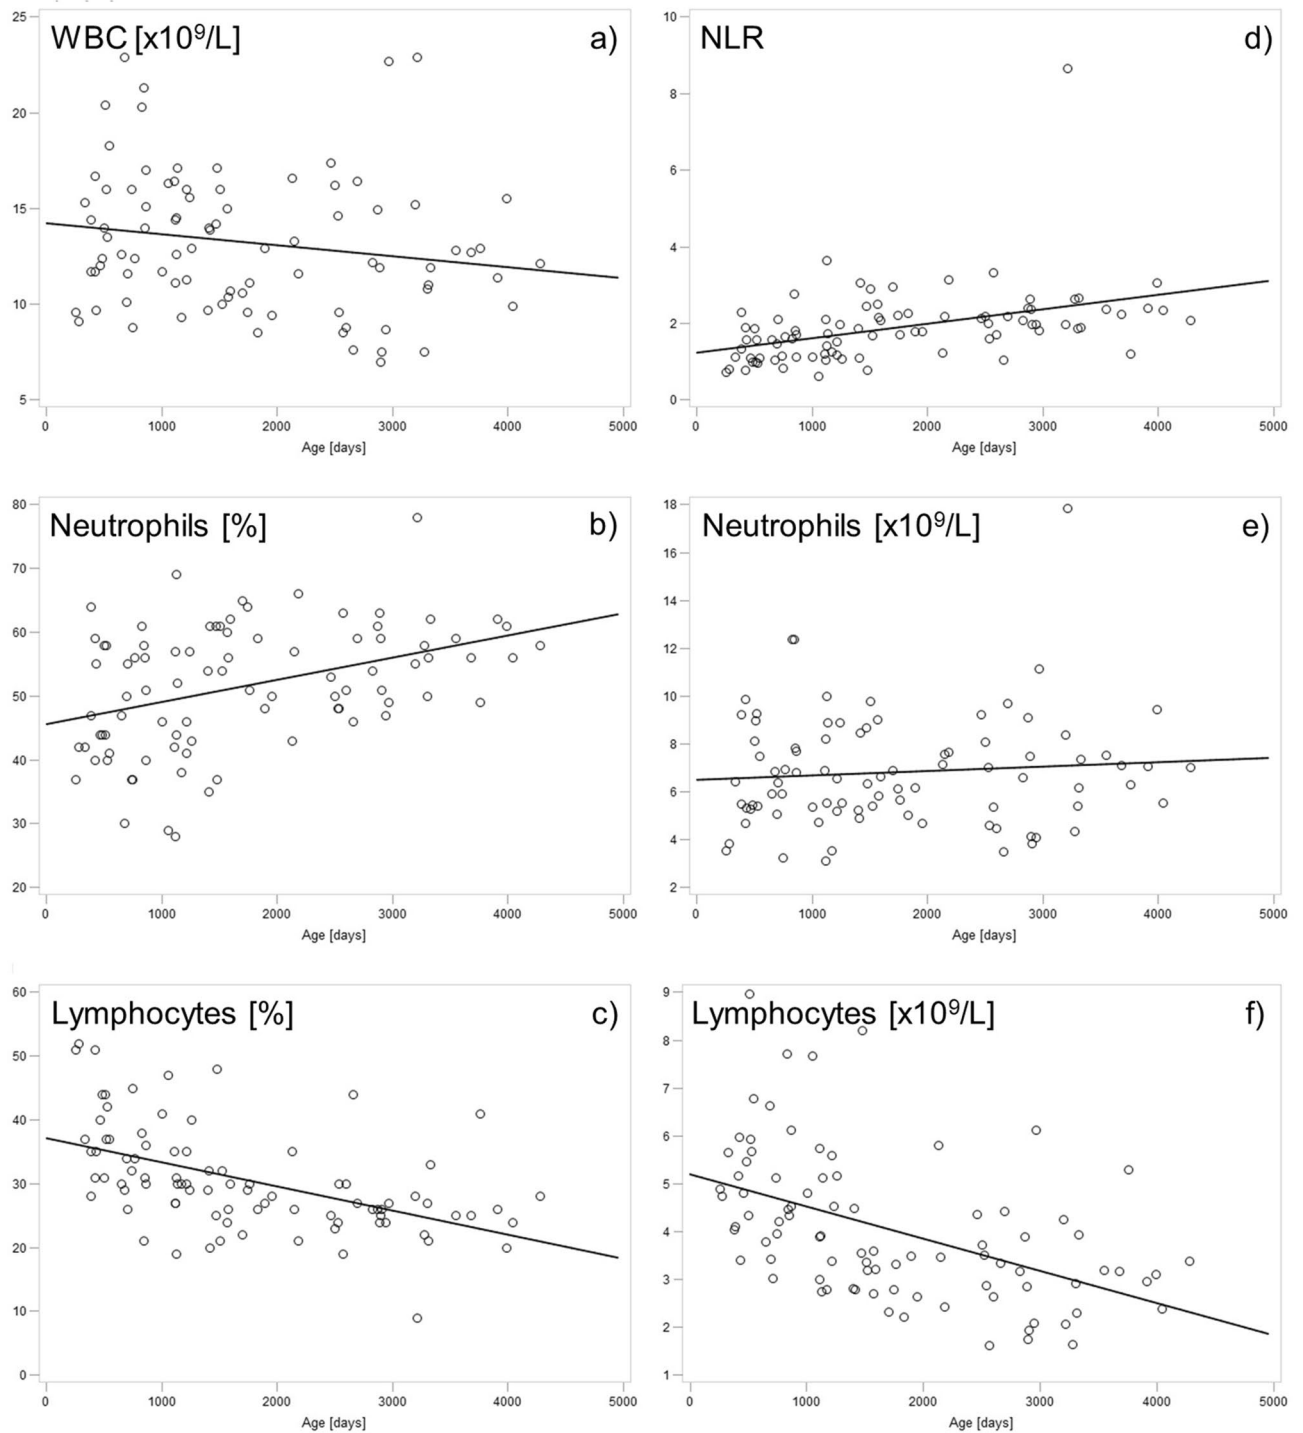 WBC [x10⁹/L] a)
25
20
15
10
5
0 1000 2000 3000 4000 5000
Age [days]
NLR d)
10
8
6
4
2
0
0 1000 2000 3000 4000 5000
Age [days]
Neutrophils [%] b)
80
70
60
50
40
30
20
0 1000 2000 3000 4000 5000
Age [days]
Neutrophils [x10⁹/L] e)
18
16
14
12
10
8
6
4
2
0 1000 2000 3000 4000 5000
Age [days]
Lymphocytes [%] c)
60
50
40
30
20
10
0
0 1000 2000 3000 4000 5000
Age [days]
Lymphocytes [x10⁹/L] f)
9
8
7
6
5
4
3
2
1
0 1000 2000 3000 4000 5000
Age [days]